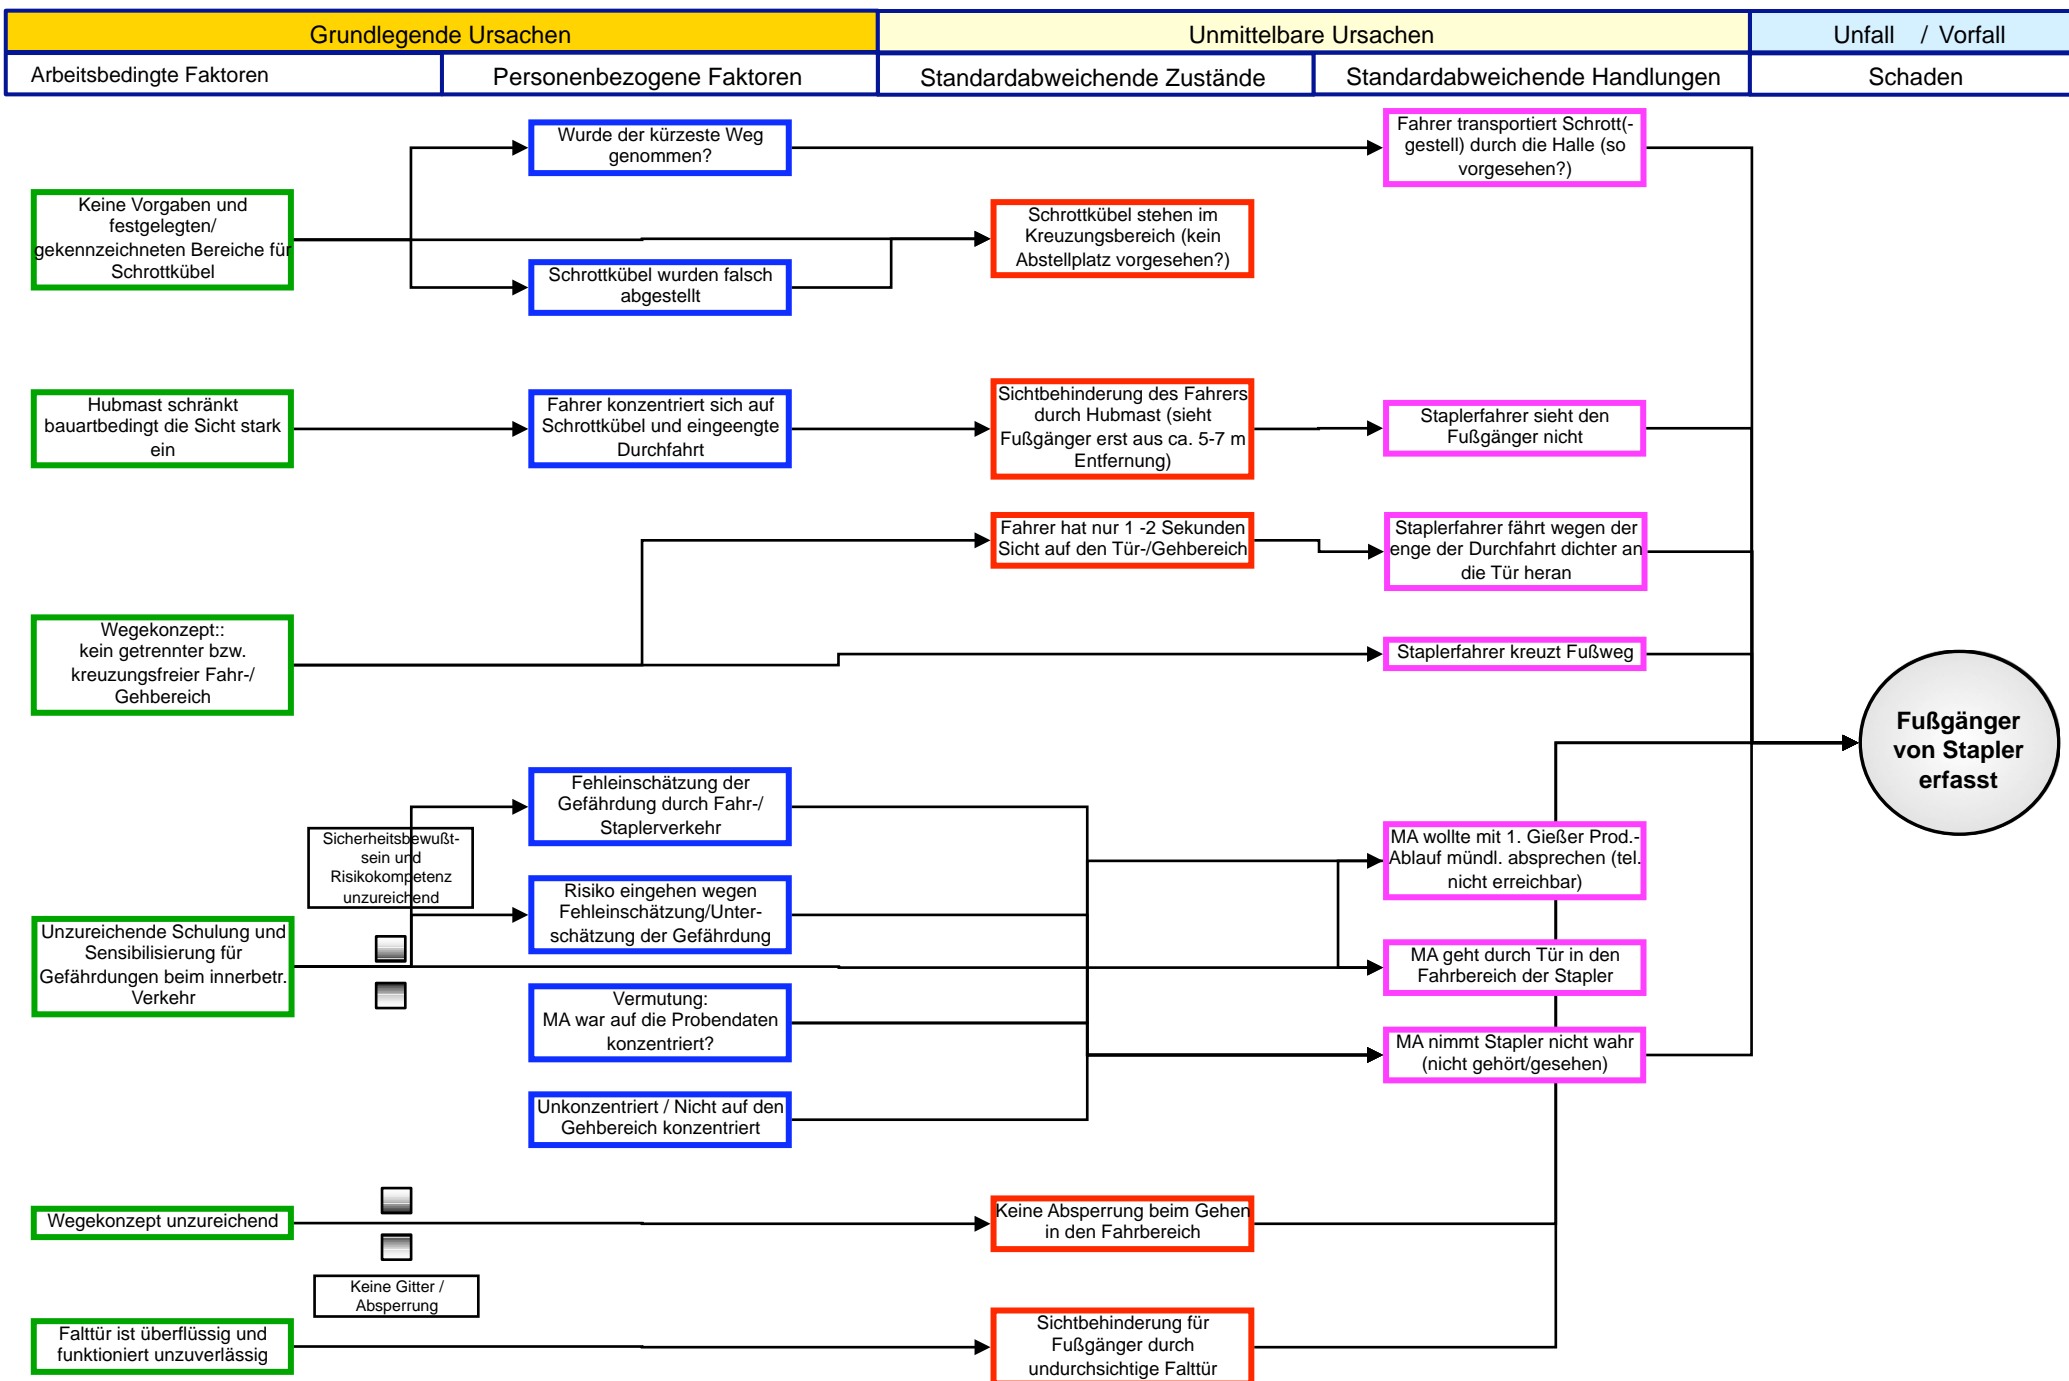 Grundlegende Ursachen
Unmittelbare Ursachen
Unfall / Vorfall
Arbeitsbedingte Faktoren
Personenbezogene Faktoren
Standardabweichende Zustände
Standardabweichende Handlungen
Schaden
Wurde der kürzeste Weg
genommen?
Fahrer transportiert Schrott(-
gestell) durch die Halle (so
vorgesehen?)
Keine Vorgaben und
festgelegten/
gekennzeichneten Bereiche für
Schrottkübel
Schrottkübel stehen im
Kreuzungsbereich (kein
Abstellplatz vorgesehen?)
Schrottkübel wurden falsch
abgestellt
Hubmast schränkt
bauartbedingt die Sicht stark
ein
Fahrer konzentriert sich auf
Schrottkübel und eingeengte
Durchfahrt
Sichtbehinderung des Fahrers
durch Hubmast (sieht
Fußgänger erst aus ca. 5-7 m
Entfernung)
Staplerfahrer sieht den
Fußgänger nicht
Fahrer hat nur 1 -2 Sekunden
Sicht auf den Tür-/Gehbereich
Staplerfahrer fährt wegen der
enge der Durchfahrt dichter an
die Tür heran
Wegekonzept::
kein getrennter bzw.
kreuzungsfreier Fahr-/
Gehbereich
Staplerfahrer kreuzt Fußweg
Fußgänger
von Stapler
erfasst
Fehleinschätzung der
Gefährdung durch Fahr-/
Staplerverkehr
Sicherheitsbewußt-
sein und
Risikokompetenz
unzureichend
MA wollte mit 1. Gießer Prod.-
Ablauf mündl. absprechen (tel.
nicht erreichbar)
Risiko eingehen wegen
Fehleinschätzung/Unter-
schätzung der Gefährdung
Unzureichende Schulung und
Sensibilisierung für
Gefährdungen beim innerbetr.
Verkehr
MA geht durch Tür in den
Fahrbereich der Stapler
Vermutung:
MA war auf die Probendaten
konzentriert?
MA nimmt Stapler nicht wahr
(nicht gehört/gesehen)
Unkonzentriert / Nicht auf den
Gehbereich konzentriert
Wegekonzept unzureichend
Keine Absperrung beim Gehen
in den Fahrbereich
Keine Gitter /
Absperrung
Falttür ist überflüssig und
funktioniert unzuverlässig
Sichtbehinderung für
Fußgänger durch
undurchsichtige Falttür